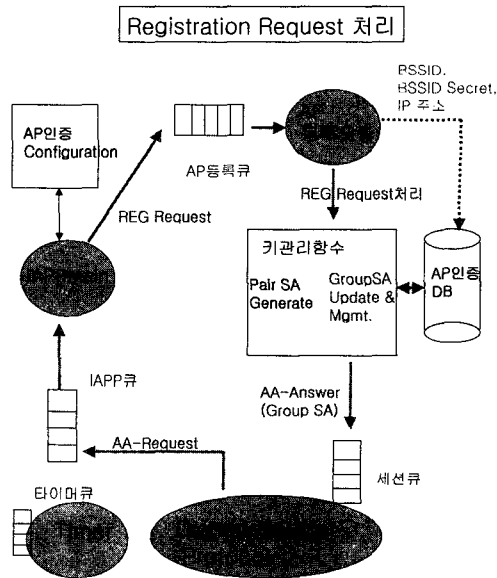 Registration Request 처리
BSSID,
BSSID Secret,
IP 주소
AP인증
Configuration
AP등록큐
REG Request
REG Request처리
키관리함수
Pair SA
Generate
GroupSA
Update &
Mgmt.
AP인증
DB
IAPP큐
AA-Answer
(Group SA)
AA-Request
세션큐
타이머큐
Timer